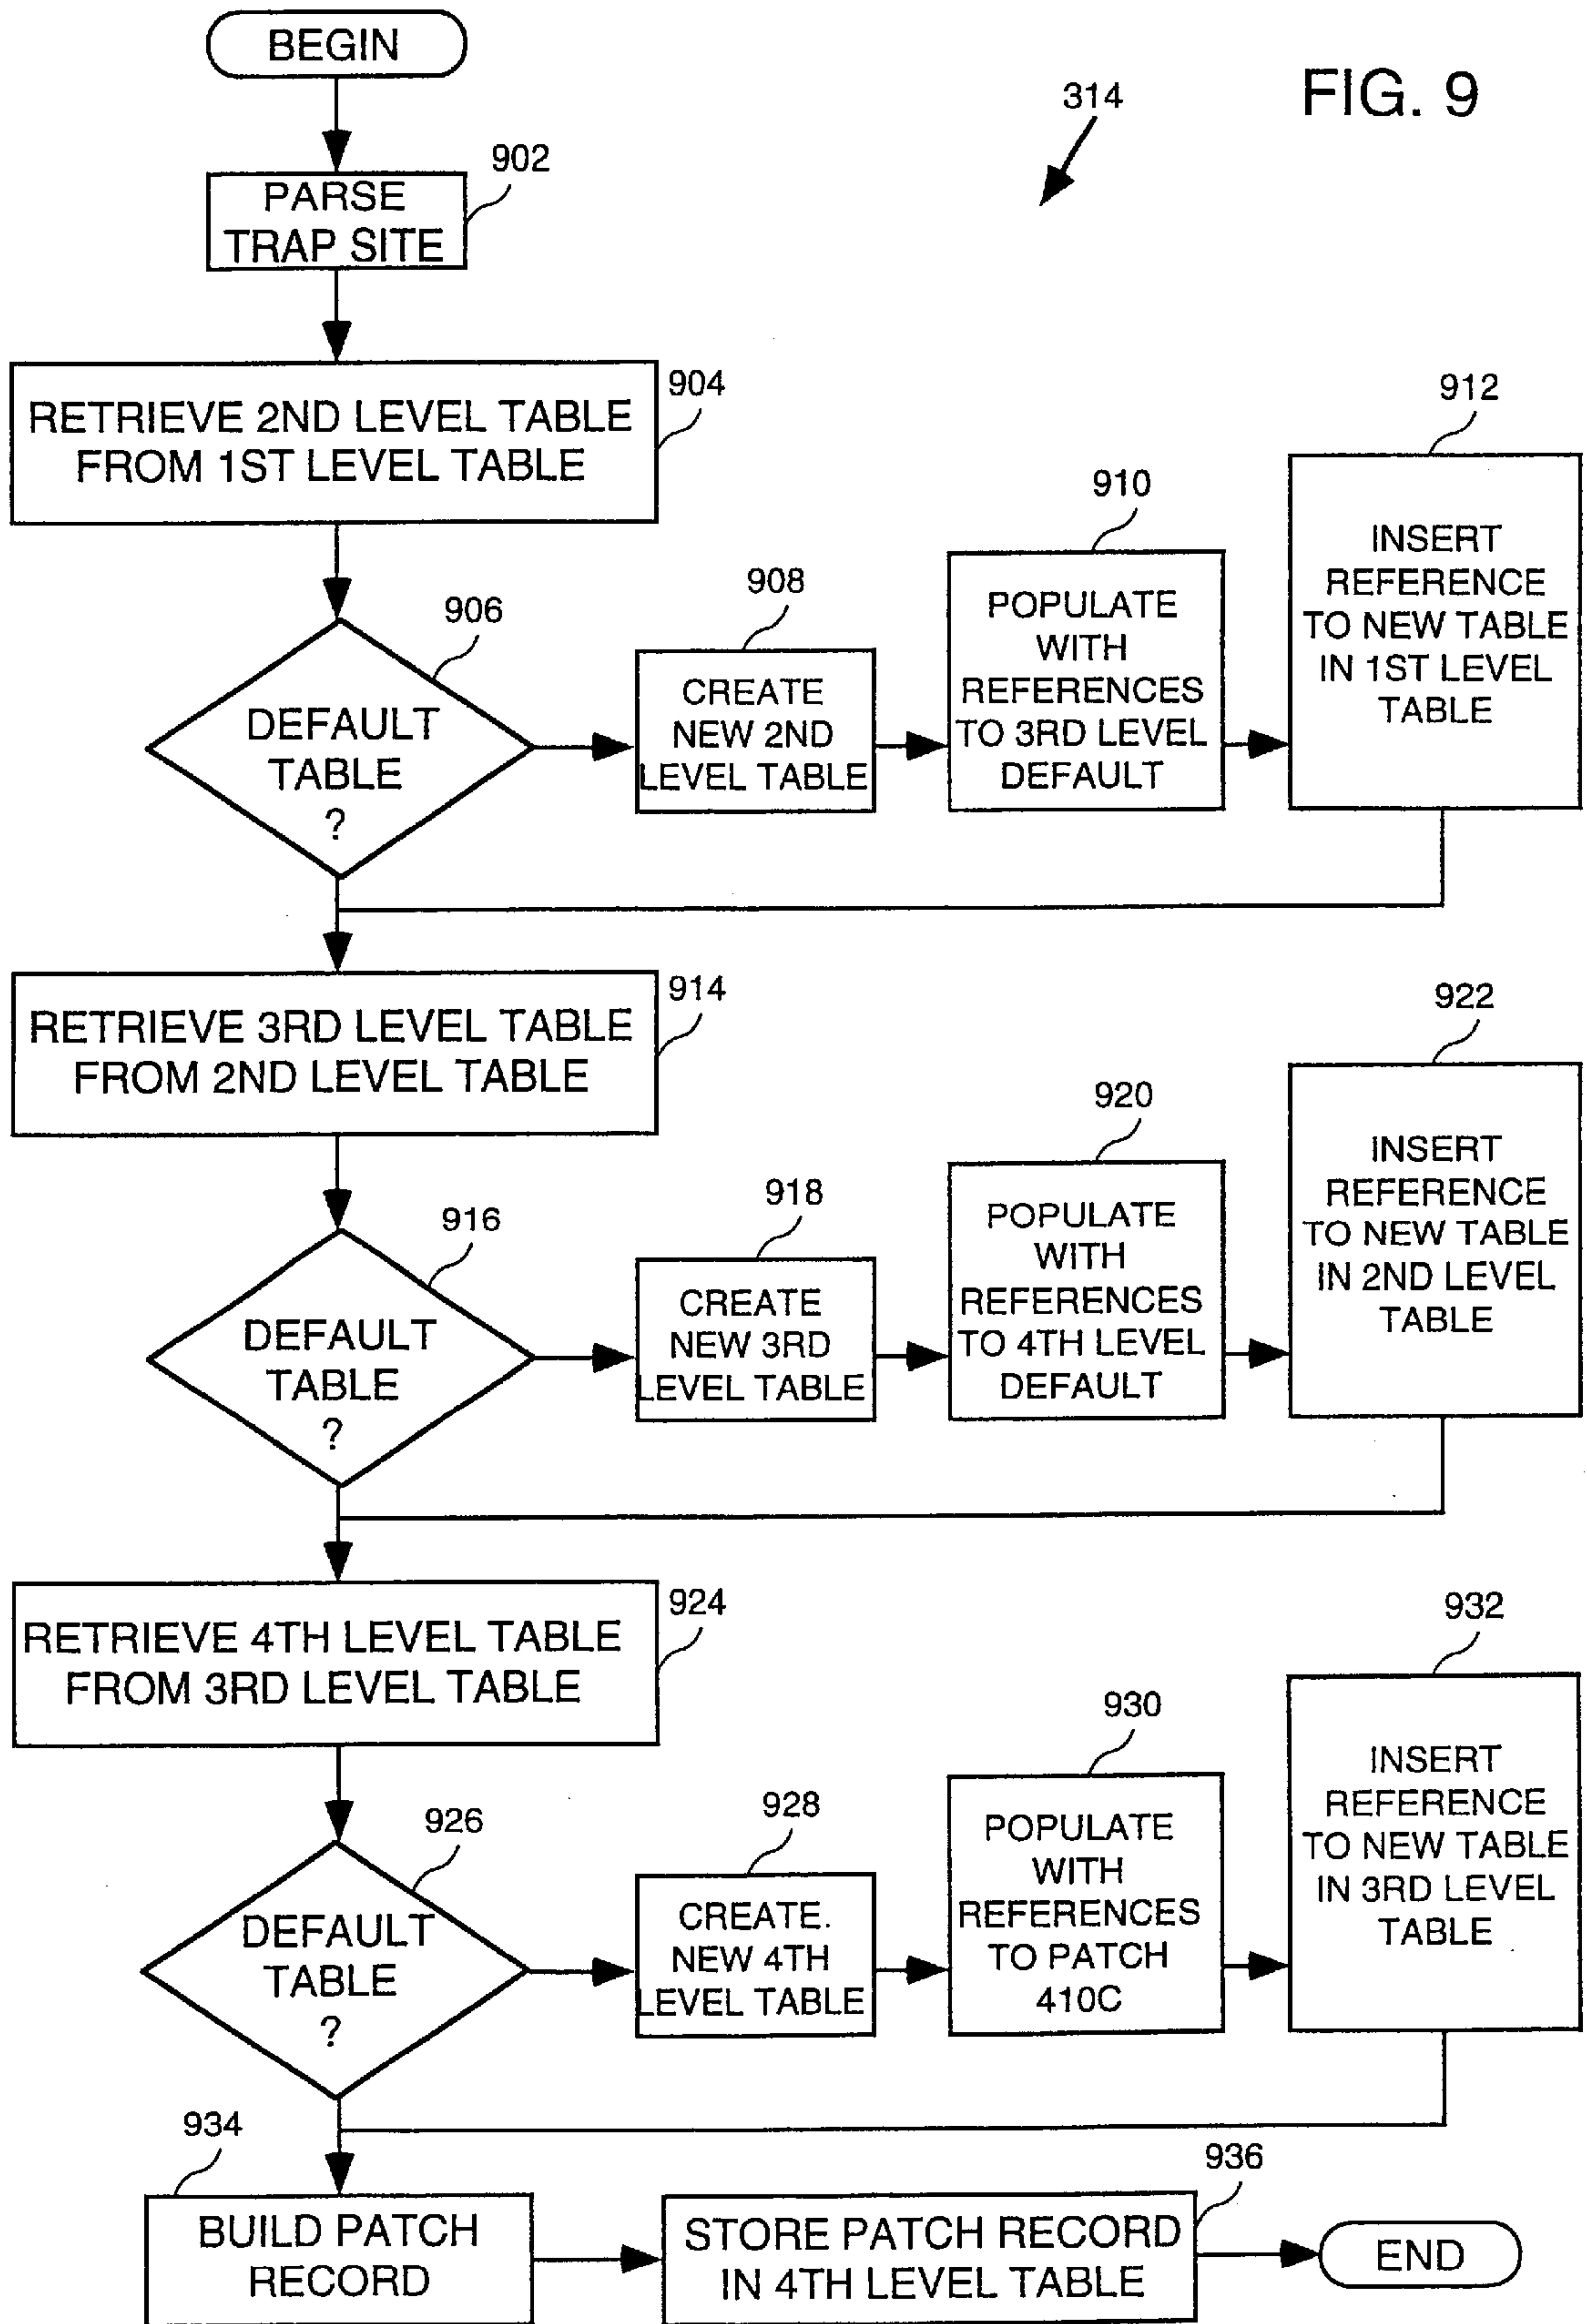 BEGIN
FIG. 9
314
902
PARSE
TRAP SITE
904
RETRIEVE 2ND LEVEL TABLE
FROM 1ST LEVEL TABLE
906
DEFAULT
TABLE
?
908
CREATE
NEW 2ND
LEVEL TABLE
910
POPULATE
WITH
REFERENCES
TO 3RD LEVEL
DEFAULT
912
INSERT
REFERENCE
TO NEW TABLE
IN 1ST LEVEL
TABLE
914
RETRIEVE 3RD LEVEL TABLE
FROM 2ND LEVEL TABLE
916
DEFAULT
TABLE
?
918
CREATE
NEW 3RD
LEVEL TABLE
920
POPULATE
WITH
REFERENCES
TO 4TH LEVEL
DEFAULT
922
INSERT
REFERENCE
TO NEW TABLE
IN 2ND LEVEL
TABLE
924
RETRIEVE 4TH LEVEL TABLE
FROM 3RD LEVEL TABLE
926
DEFAULT
TABLE
?
928
CREATE.
NEW 4TH
LEVEL TABLE
930
POPULATE
WITH
REFERENCES
TO PATCH
410C
932
INSERT
REFERENCE
TO NEW TABLE
IN 3RD LEVEL
TABLE
934
BUILD PATCH
RECORD
936
STORE PATCH RECORD
IN 4TH LEVEL TABLE
END